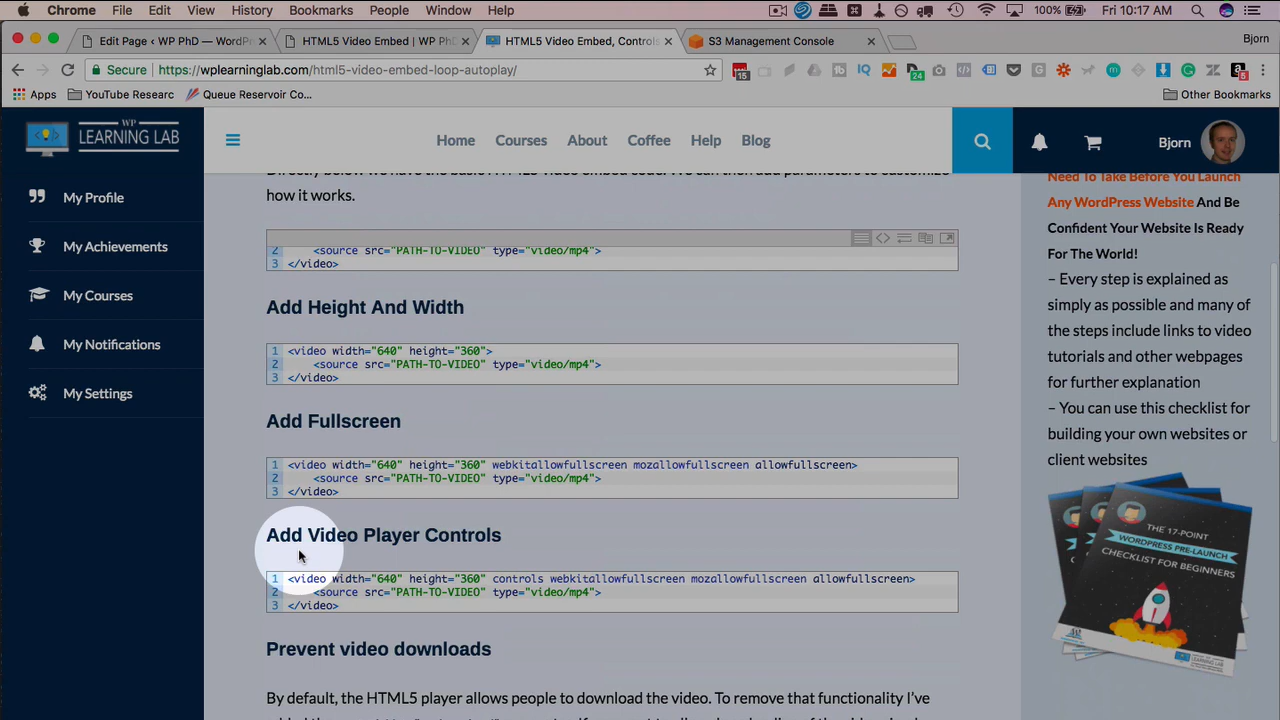 Chrome File Edit View History Bookmarks People Window Help 100% Fri 10:17 AM
Edit Page ‹ WP PhD — WordPr
HTML5 Video Embed | WP PhD
HTML5 Video Embed, Controls
S3 Management Console
Bjorn
Secure https://wplearninglab.com/html5-video-embed-loop-autoplay/
15
24
5
Apps YouTube Researc Queue Reservoir Co... Other Bookmarks
WP
LEARNING LAB
Home Courses About Coffee Help Blog
Bjorn
My Profile
My Achievements
My Courses
My Notifications
My Settings
how it works.
2 <source src="PATH-TO-VIDEO" type="video/mp4">
3 </video>
Add Height And Width
1 <video width="640" height="360">
2 <source src="PATH-TO-VIDEO" type="video/mp4">
3 </video>
Add Fullscreen
1 <video width="640" height="360" webkitallowfullscreen mozallowfullscreen allowfullscreen>
2 <source src="PATH-TO-VIDEO" type="video/mp4">
3 </video>
Add Video Player Controls
1 <video width="640" height="360" controls webkitallowfullscreen mozallowfullscreen allowfullscreen>
2 <source src="PATH-TO-VIDEO" type="video/mp4">
3 </video>
Prevent video downloads
By default, the HTML5 player allows people to download the video. To remove that functionality I've
Need To Take Before You Launch
Any WordPress Website And Be
Confident Your Website Is Ready
For The World!
– Every step is explained as
simply as possible and many of
the steps include links to video
tutorials and other webpages
for further explanation
– You can use this checklist for
building your own websites or
client websites
THE 17-POINT
WORDPRESS PRE-LAUNCH
CHECKLIST FOR BEGINNERS
LEARNING LAB